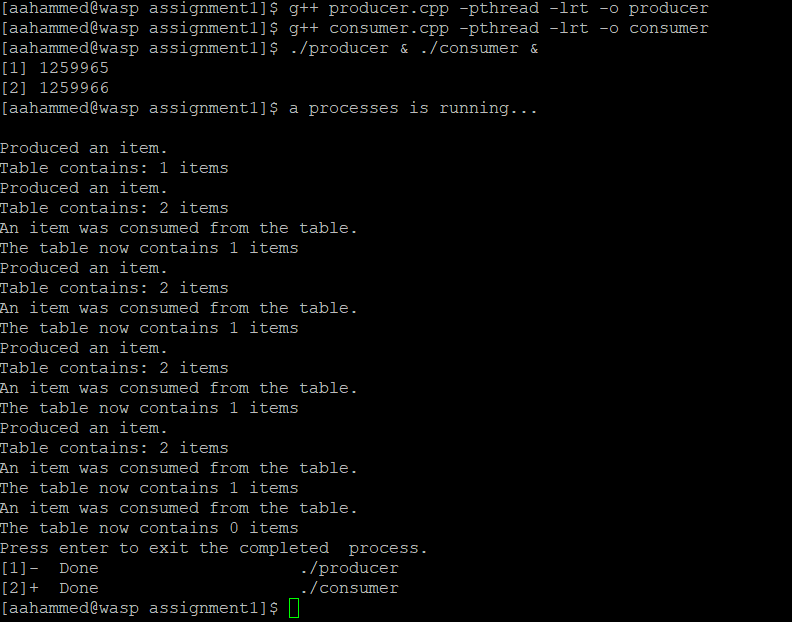 [aahammed@wasp assignment1]$ g++ producer.cpp -pthread -lrt -o producer
[aahammed@wasp assignment1]$ g++ consumer.cpp -pthread -lrt -o consumer
[aahammed@wasp assignment1]$ ./producer & ./consumer &
[1] 1259965
[2] 1259966
[aahammed@wasp assignment1]$ a processes is running...
Produced an item.
Table contains: 1 items
Produced an item.
Table contains: 2 items
An item was consumed from the table.
The table now contains 1 items
Produced an item.
Table contains: 2 items
An item was consumed from the table.
The table now contains 1 items
Produced an item.
Table contains: 2 items
An item was consumed from the table.
The table now contains 1 items
Produced an item.
Table contains: 2 items
An item was consumed from the table.
The table now contains 1 items
An item was consumed from the table.
The table now contains 0 items
Press enter to exit the completed  process.
[1]-  Done                    ./producer
[2]+  Done                    ./consumer
[aahammed@wasp assignment1]$